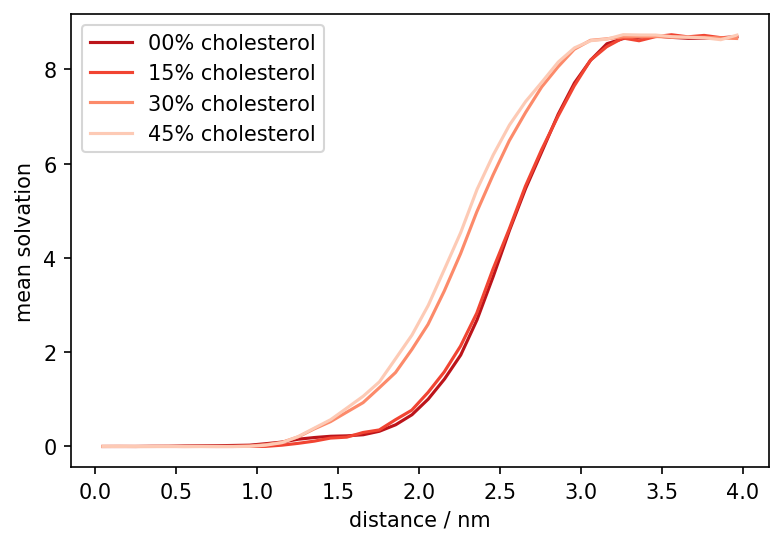 00% cholesterol
15% cholesterol
30% cholesterol
45% cholesterol
mean solvation
8
6
4
2
0
0.0 0.5 1.0 1.5 2.0 2.5 3.0 3.5 4.0
distance / nm